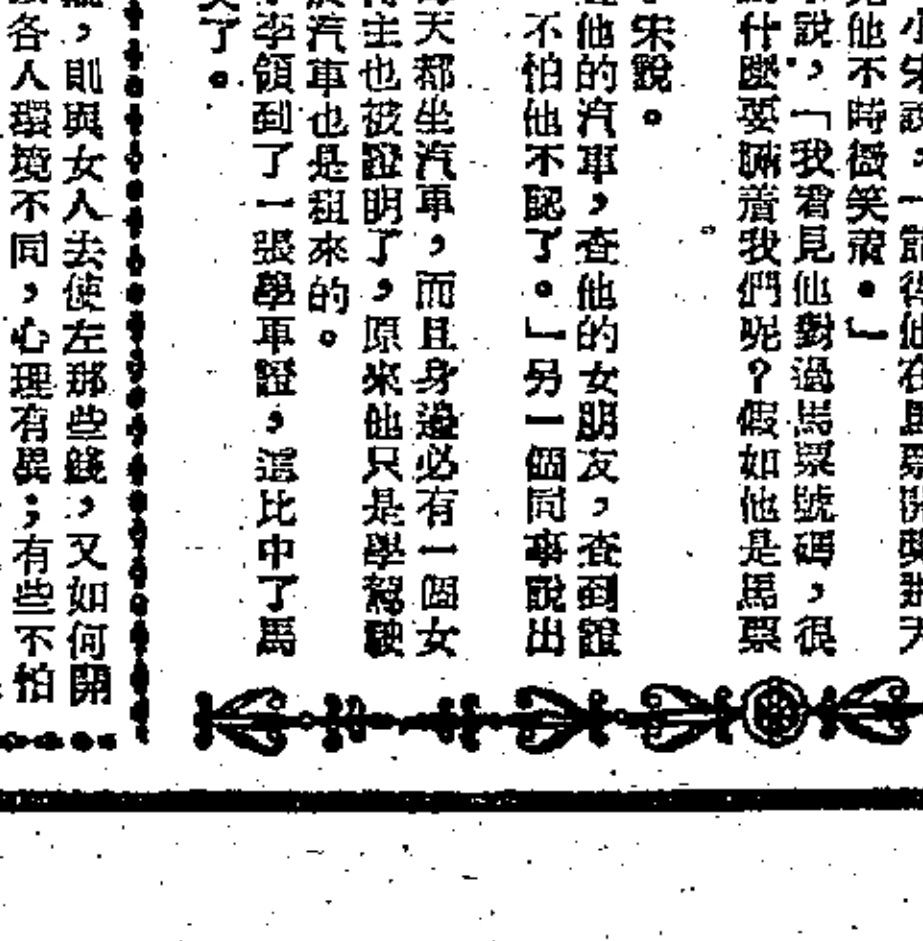 小宋說，「記得他在馬票開獎那天
他不時微笑着。」
說，「我看見他對過馬票號碼，很
什麼要瞞着我們呢？假如他是馬票
宋說。
他的汽車，查他的女朋友，查到證
不怕他不認了。」另一個同事說出
天都坐汽車，而且身邊必有一個女
主也被證明了，原來他只是學駕駛
汽車也是租來的。
李領到了一張學車證，這比中了馬
了。
，則與女人去使左那些錢，又如何開
各人環境不同，心理有異；有些不怕